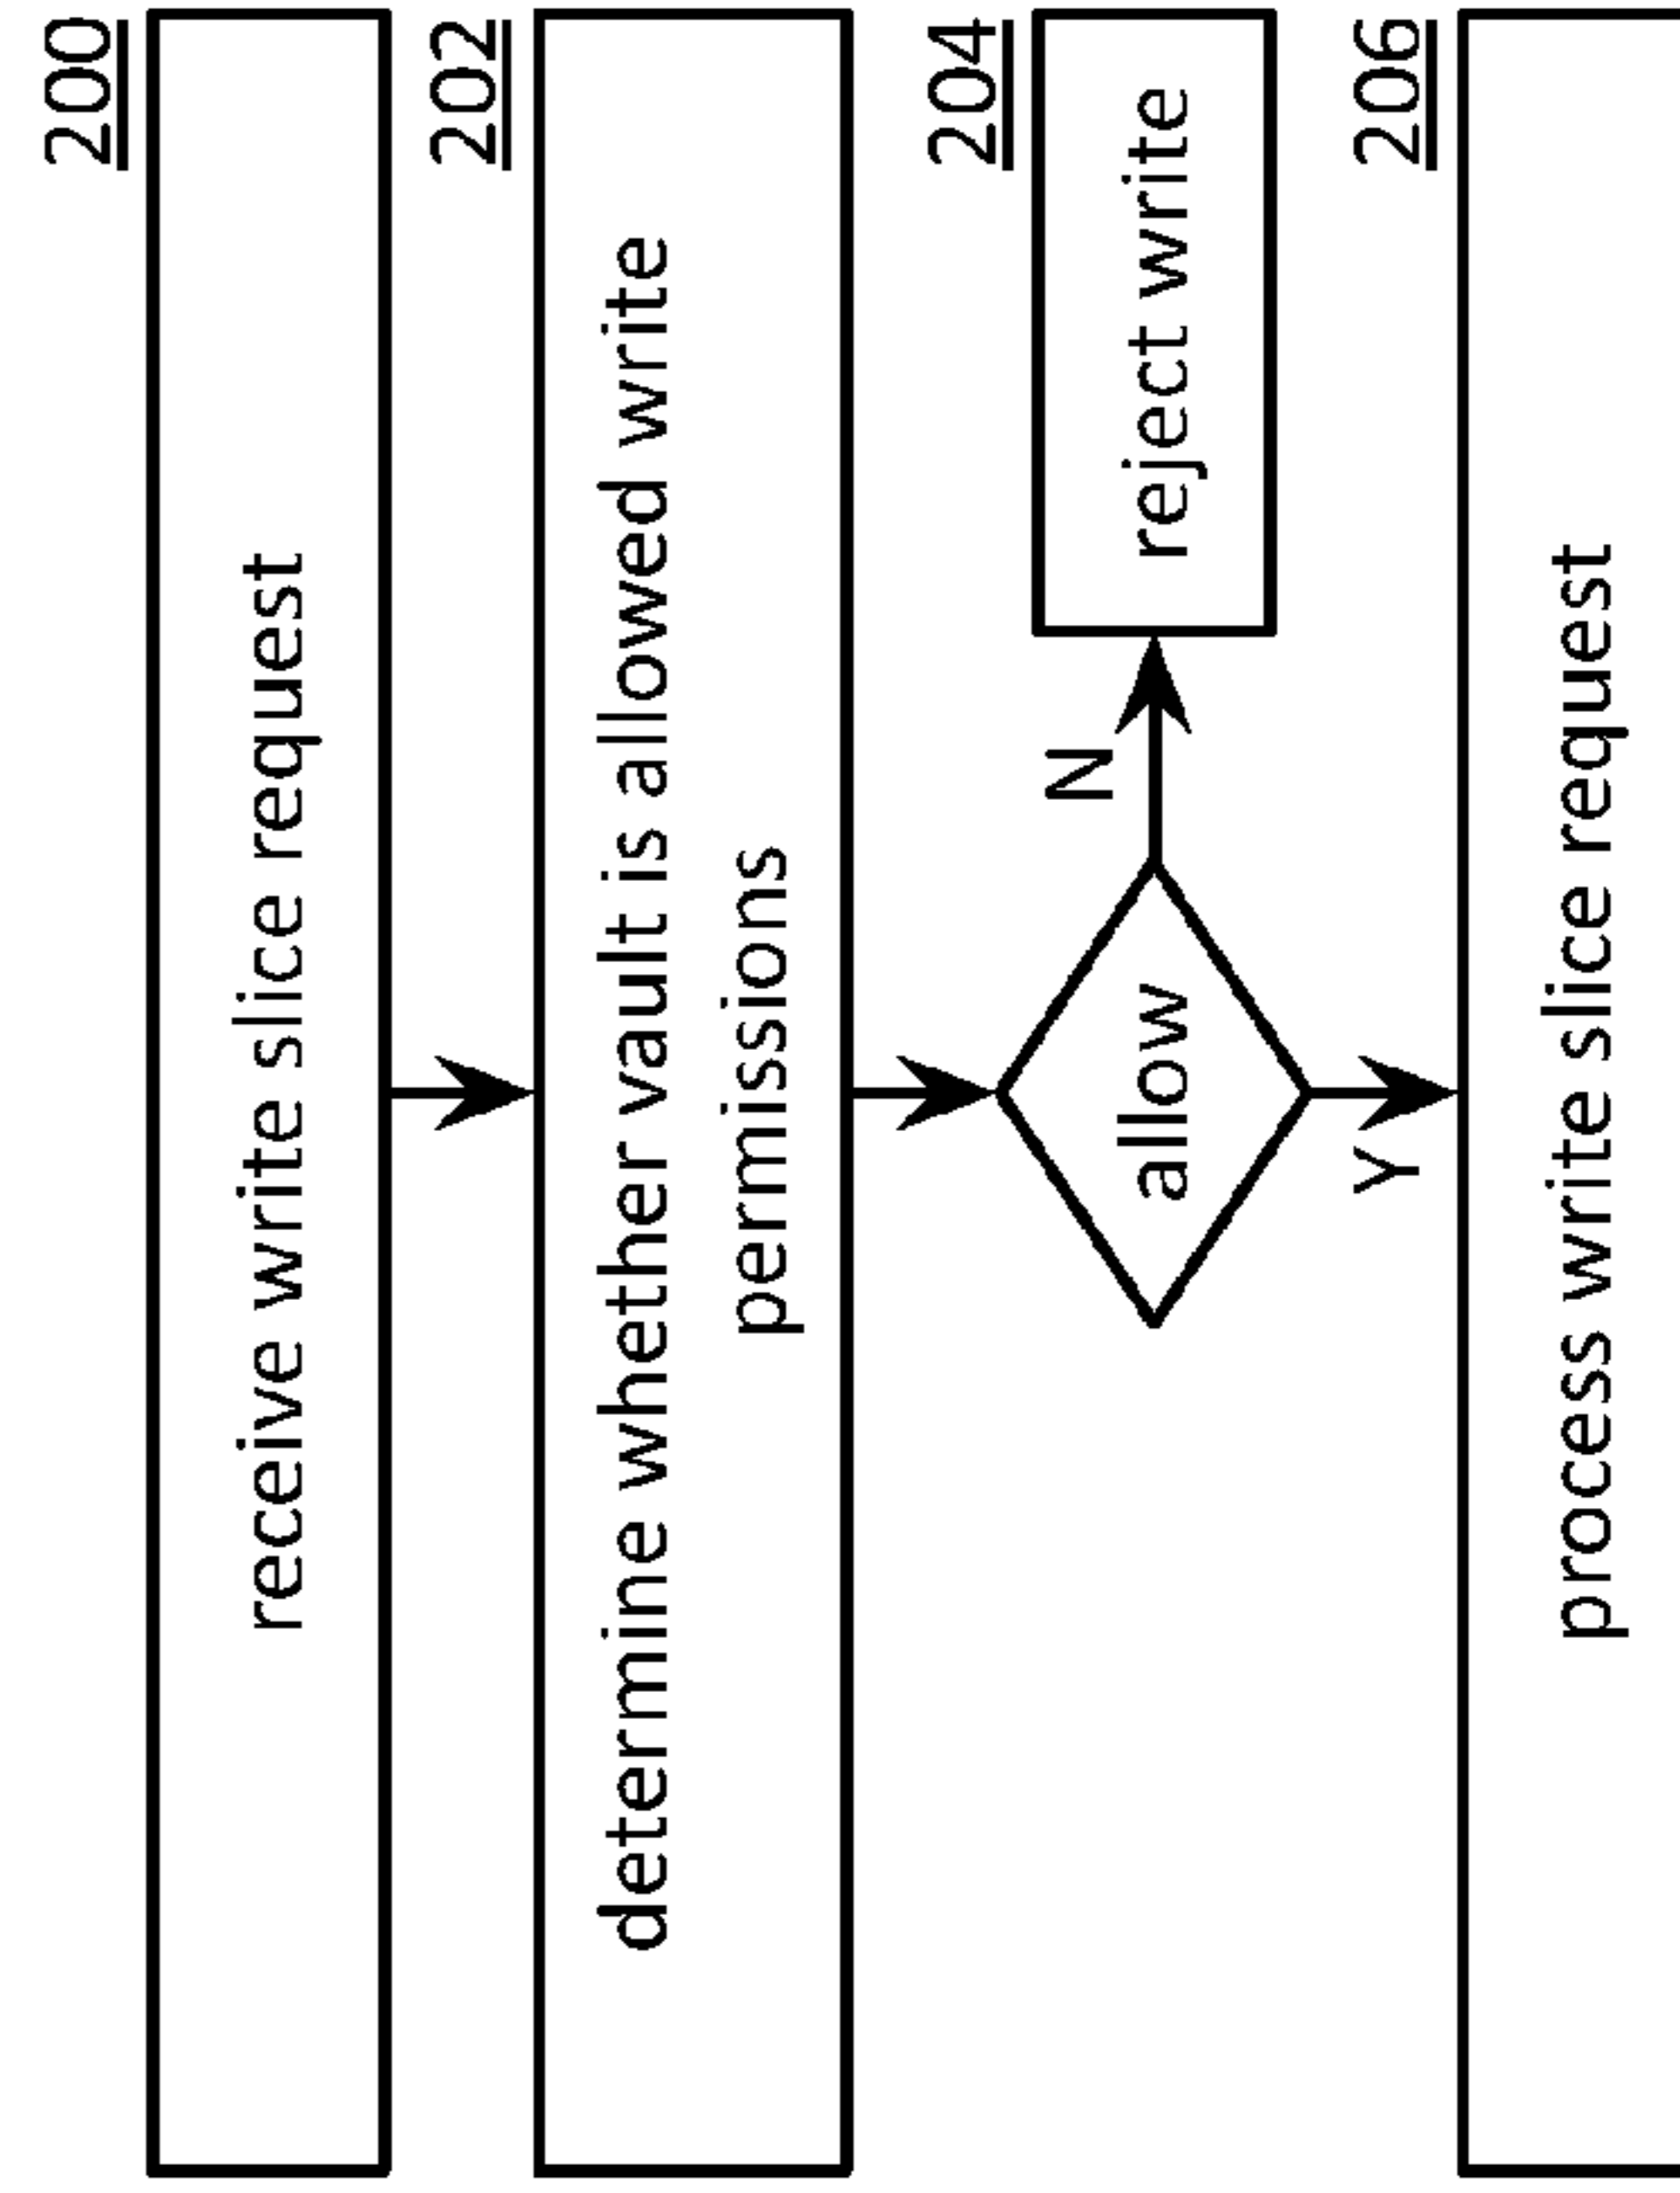 200
receive write slice request
202
determine whether vault is allowed write
permissions
204
allow
N
reject write
Y
206
process write slice request